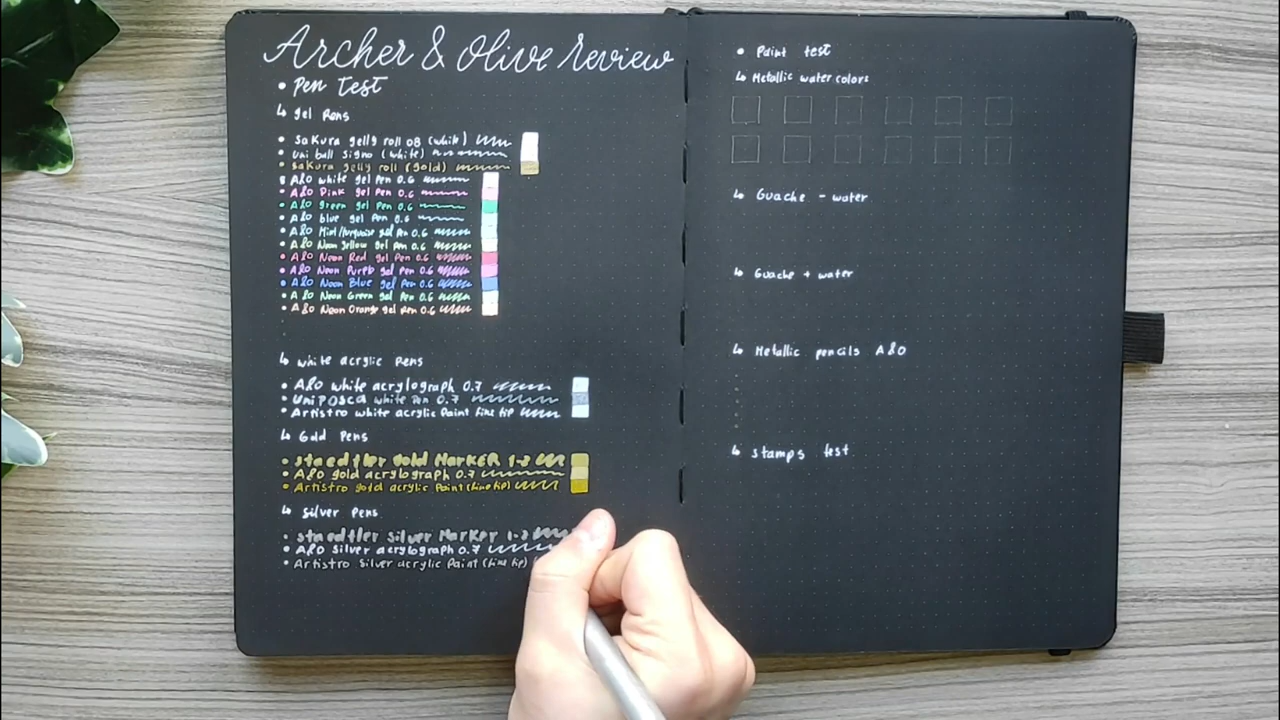 Archer & Olive Review
• Pen Test
↳ gel Pens
• Sakura gelly roll 08 (white)
• Uni ball Signo (white)
• Sakura gelly roll (gold)
• A&O white gel Pen 0.6
• A&O Pink gel Pen 0.6
• A&O green gel Pen 0.6
• A&O blue gel Pen 0.6
• A&O Mint/turquoise gel Pen 0.6
• A&O Neon yellow gel Pen 0.6
• A&O Neon Red gel Pen 0.6
• A&O Neon Purple gel Pen 0.6
• A&O Neon Blue gel Pen 0.6
• A&O Neon Green gel Pen 0.6
• A&O Neon Orange gel Pen 0.6
↳ white acrylic Pens
• A&O white acrylograph 0.7
• UNIPOSCA white Pen 0.7
• Artistro white acrylic Paint (fine tip)
↳ Gold Pens
• Staedtler gold Marker 1-2
• A&O gold acrylograph 0.7
• Artistro gold acrylic Paint (fine tip)
↳ Silver Pens
• Staedtler Silver Marker 1-2
• A&O Silver acrylograph 0.7
• Artistro Silver acrylic Paint (fine tip)
• Paint test
↳ Metallic water colors
↳ Guache - water
↳ Guache + water
↳ Metallic pencils A&O
↳ Stamps test